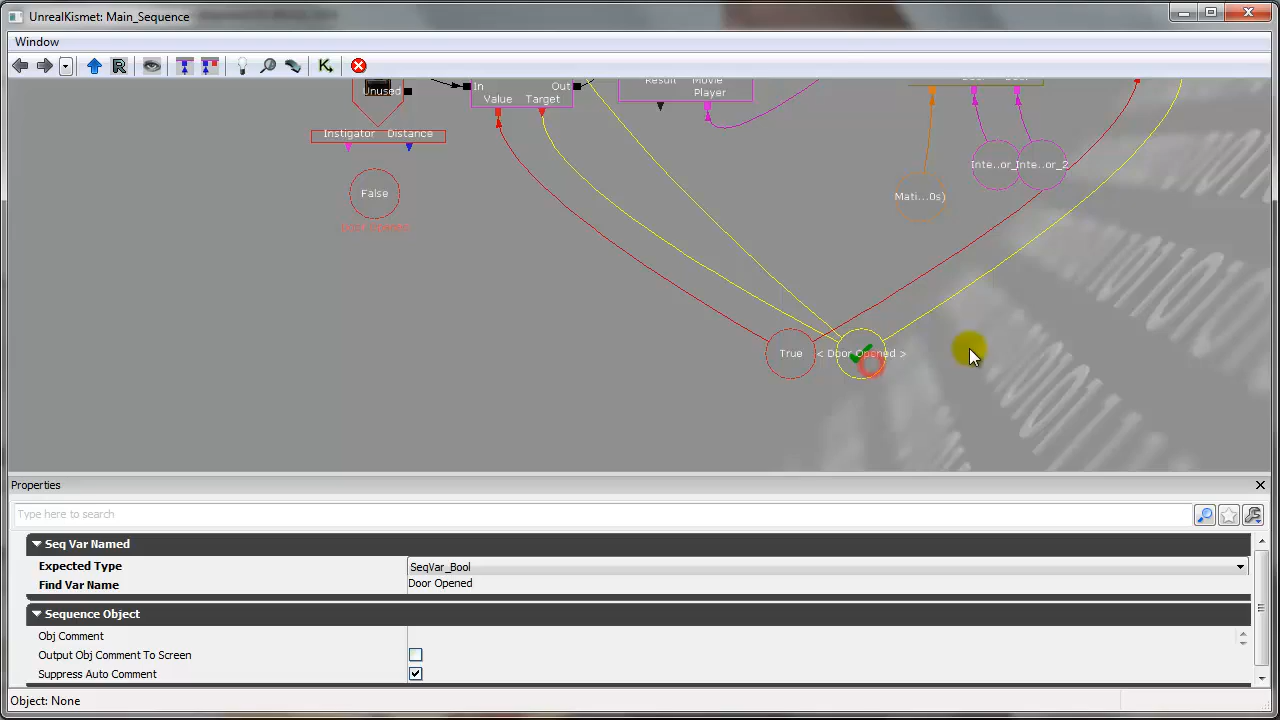 UnrealKismet: Main_Sequence
Window
Unused
In Out
Value Target
Result Movie
Player
Instigator Distance
False
Inte...or_ Inte...or_2
Mati...0s)
True
< Door Opened >
Properties
Type here to search
Seq Var Named
Expected Type SeqVar_Bool
Find Var Name Door Opened
Sequence Object
Obj Comment
Output Obj Comment To Screen
Suppress Auto Comment
Object: None